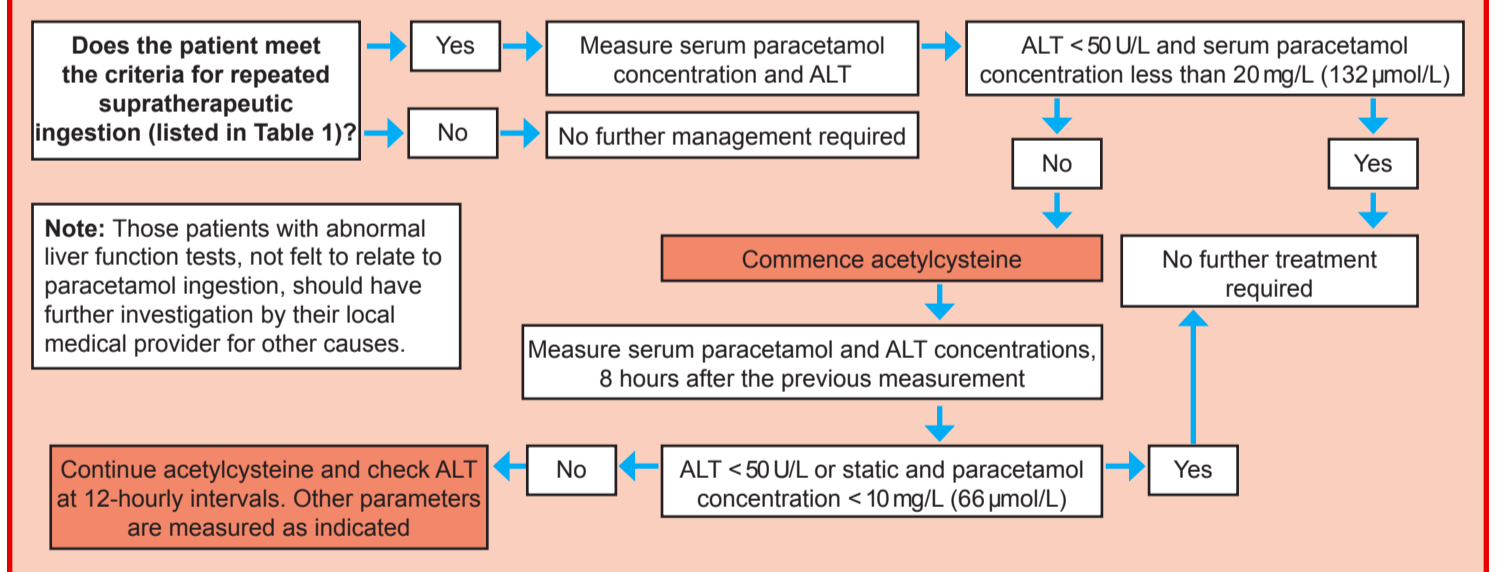 Does the patient meet
the criteria for repeated
supratherapeutic
ingestion (listed in Table 1)?
Yes
Measure serum paracetamol
concentration and ALT
ALT < 50 U/L and serum paracetamol
concentration less than 20 mg/L (132 μmol/L)
No
No further management required
No
Yes
Note: Those patients with abnormal
liver function tests, not felt to relate to
paracetamol ingestion, should have
further investigation by their local
medical provider for other causes.
Commence acetylcysteine
No further treatment
required
Measure serum paracetamol and ALT concentrations,
8 hours after the previous measurement
Continue acetylcysteine and check ALT
at 12-hourly intervals. Other parameters
are measured as indicated
No
ALT < 50 U/L or static and paracetamol
concentration < 10 mg/L (66 μmol/L)
Yes